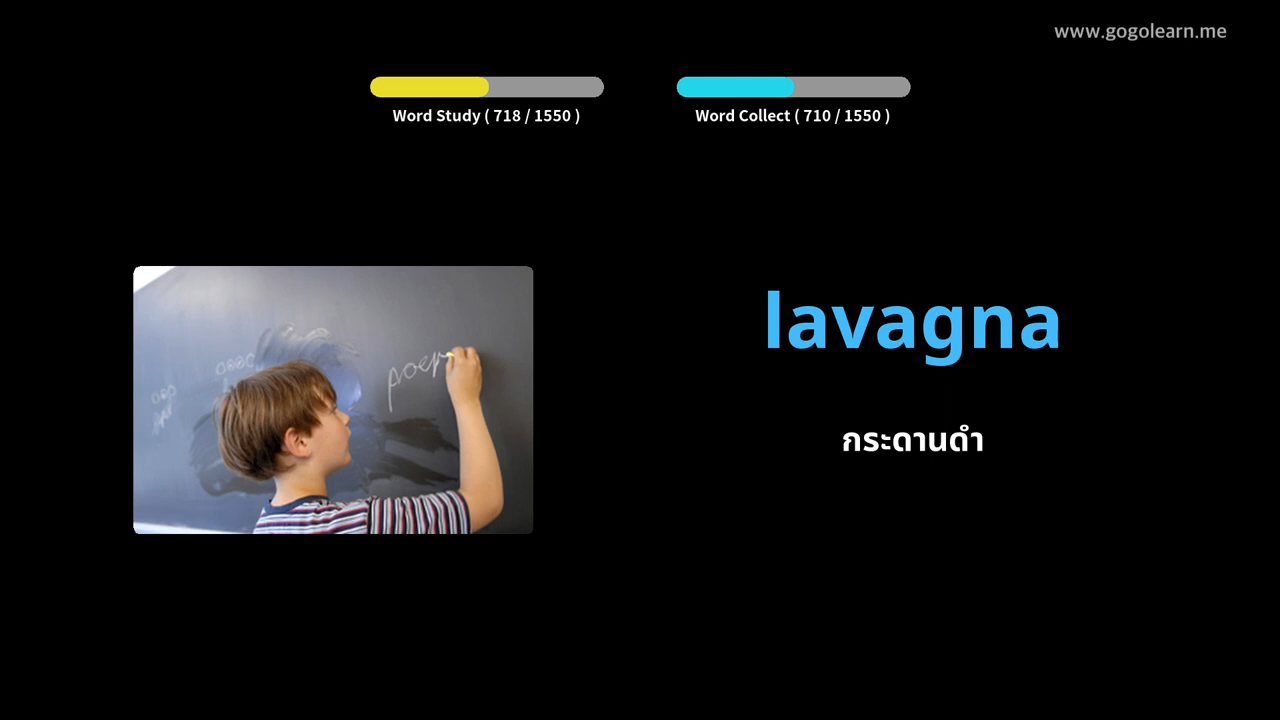 www.gogolearn.me
Word Study ( 718 / 1550 )
Word Collect ( 710 / 1550 )
lavagna
กระดานดำ